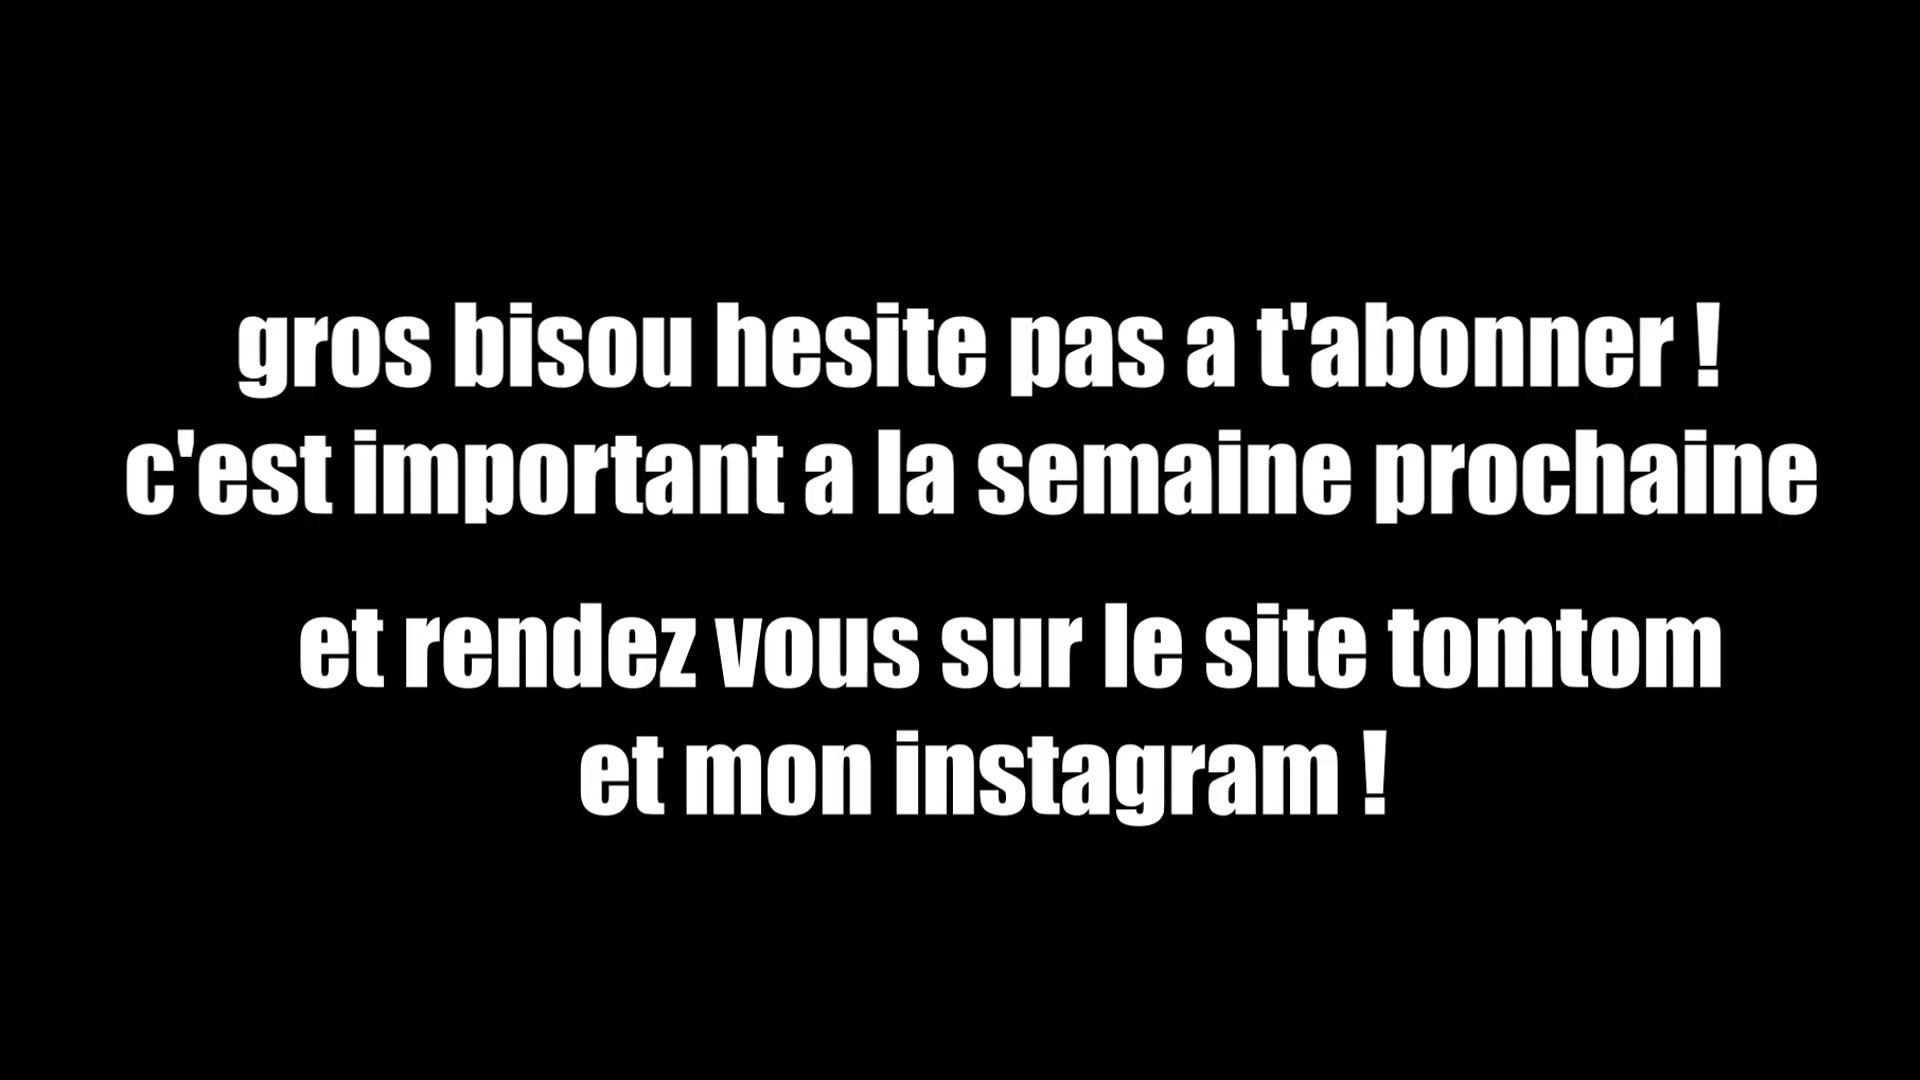 gros bisou hesite pas a t'abonner !
c'est important a la semaine prochaine
et rendez vous sur le site tomtom
et mon instagram !